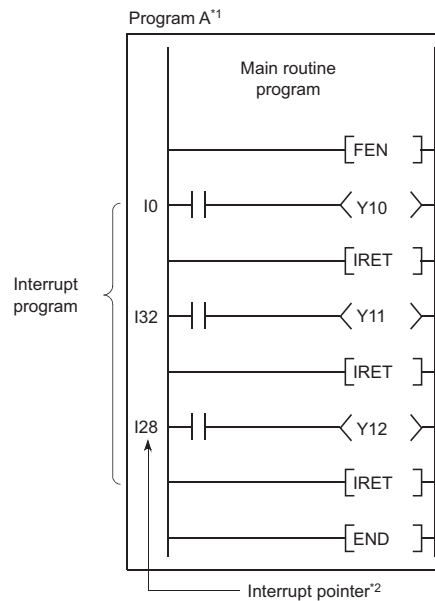 Program A*1
Main routine
program
FEN
I0
Y10
IRET
Interrupt
program
I32
Y11
IRET
I28
Y12
IRET
END
Interrupt pointer*2